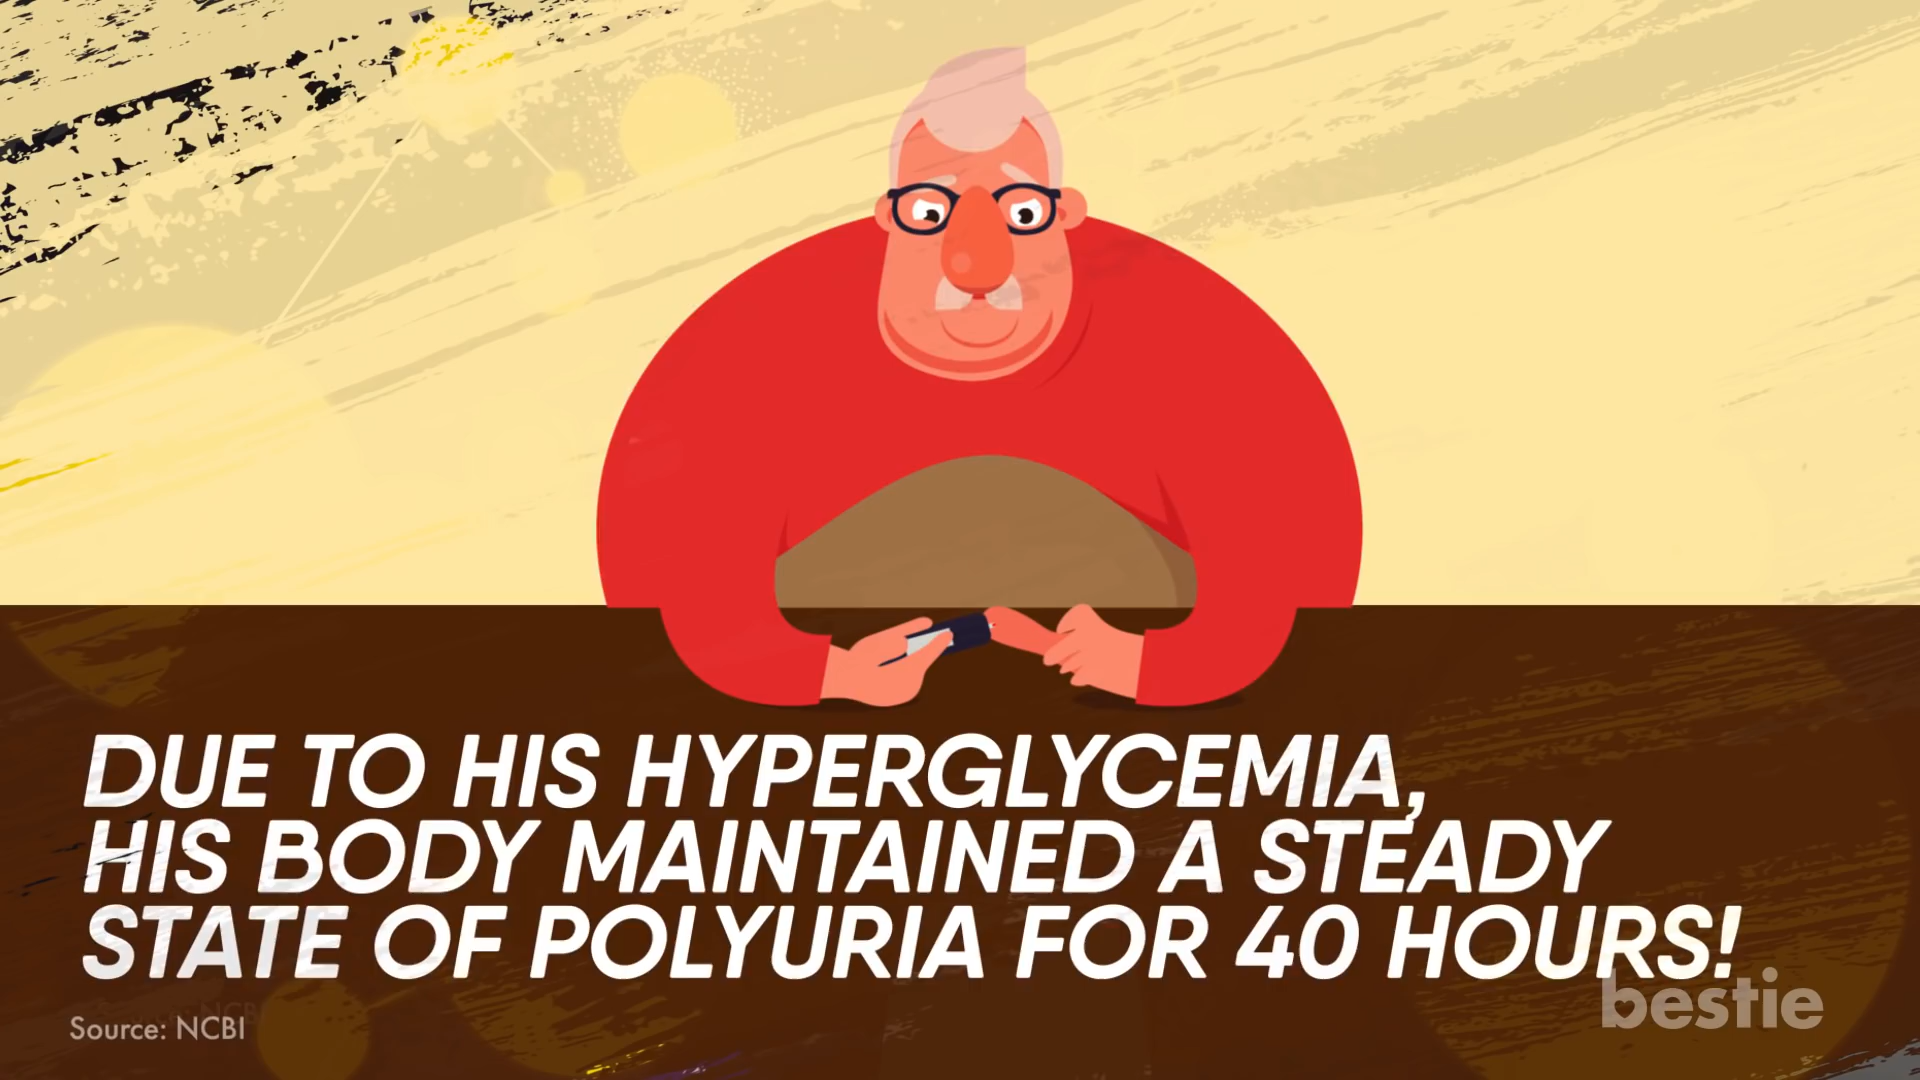 DUE TO HIS HYPERGLYCEMIA,
HIS BODY MAINTAINED A STEADY
STATE OF POLYURIA FOR 40 HOURS!
Source: NCBI
bestie